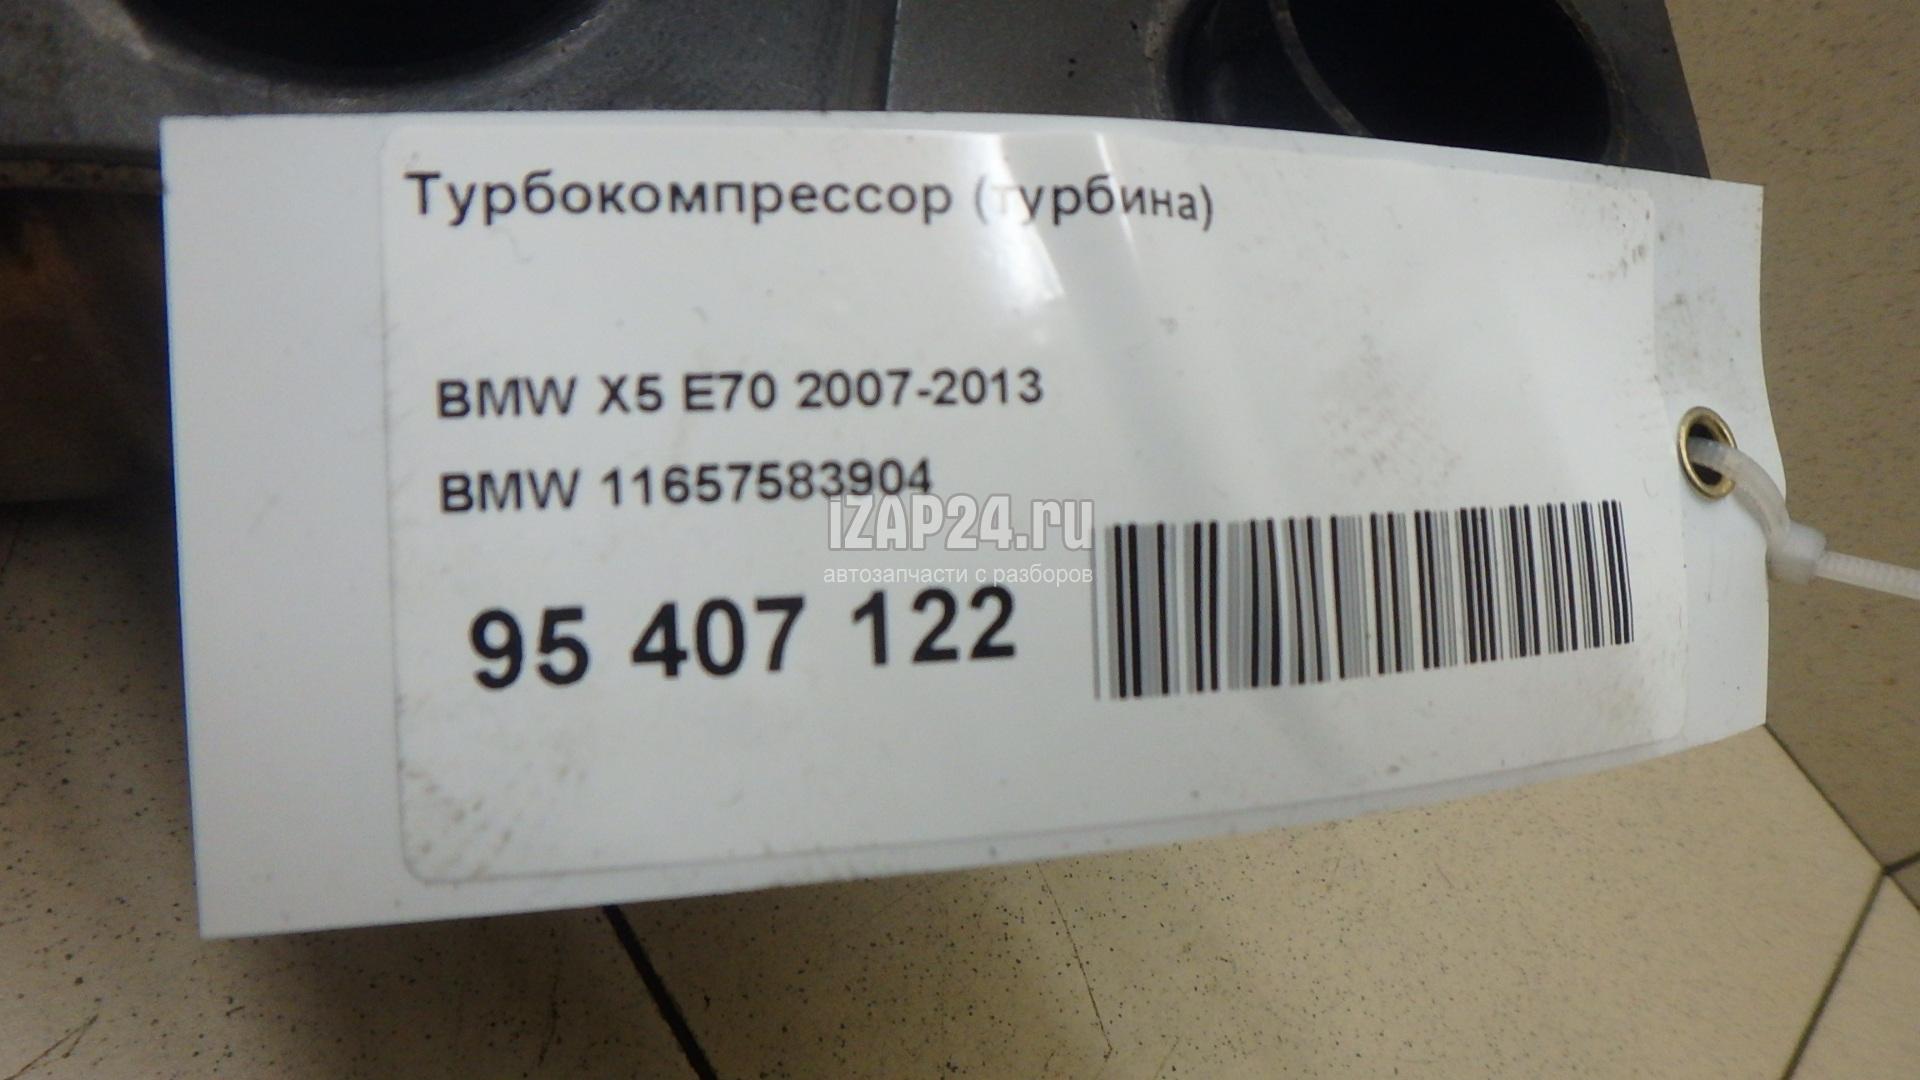 Турбокомпрессор (турбина)
BMW X5 E70 2007-2013
BMW 11657583904
iZAP24.ru
автозапчасти с разборов
95 407 122